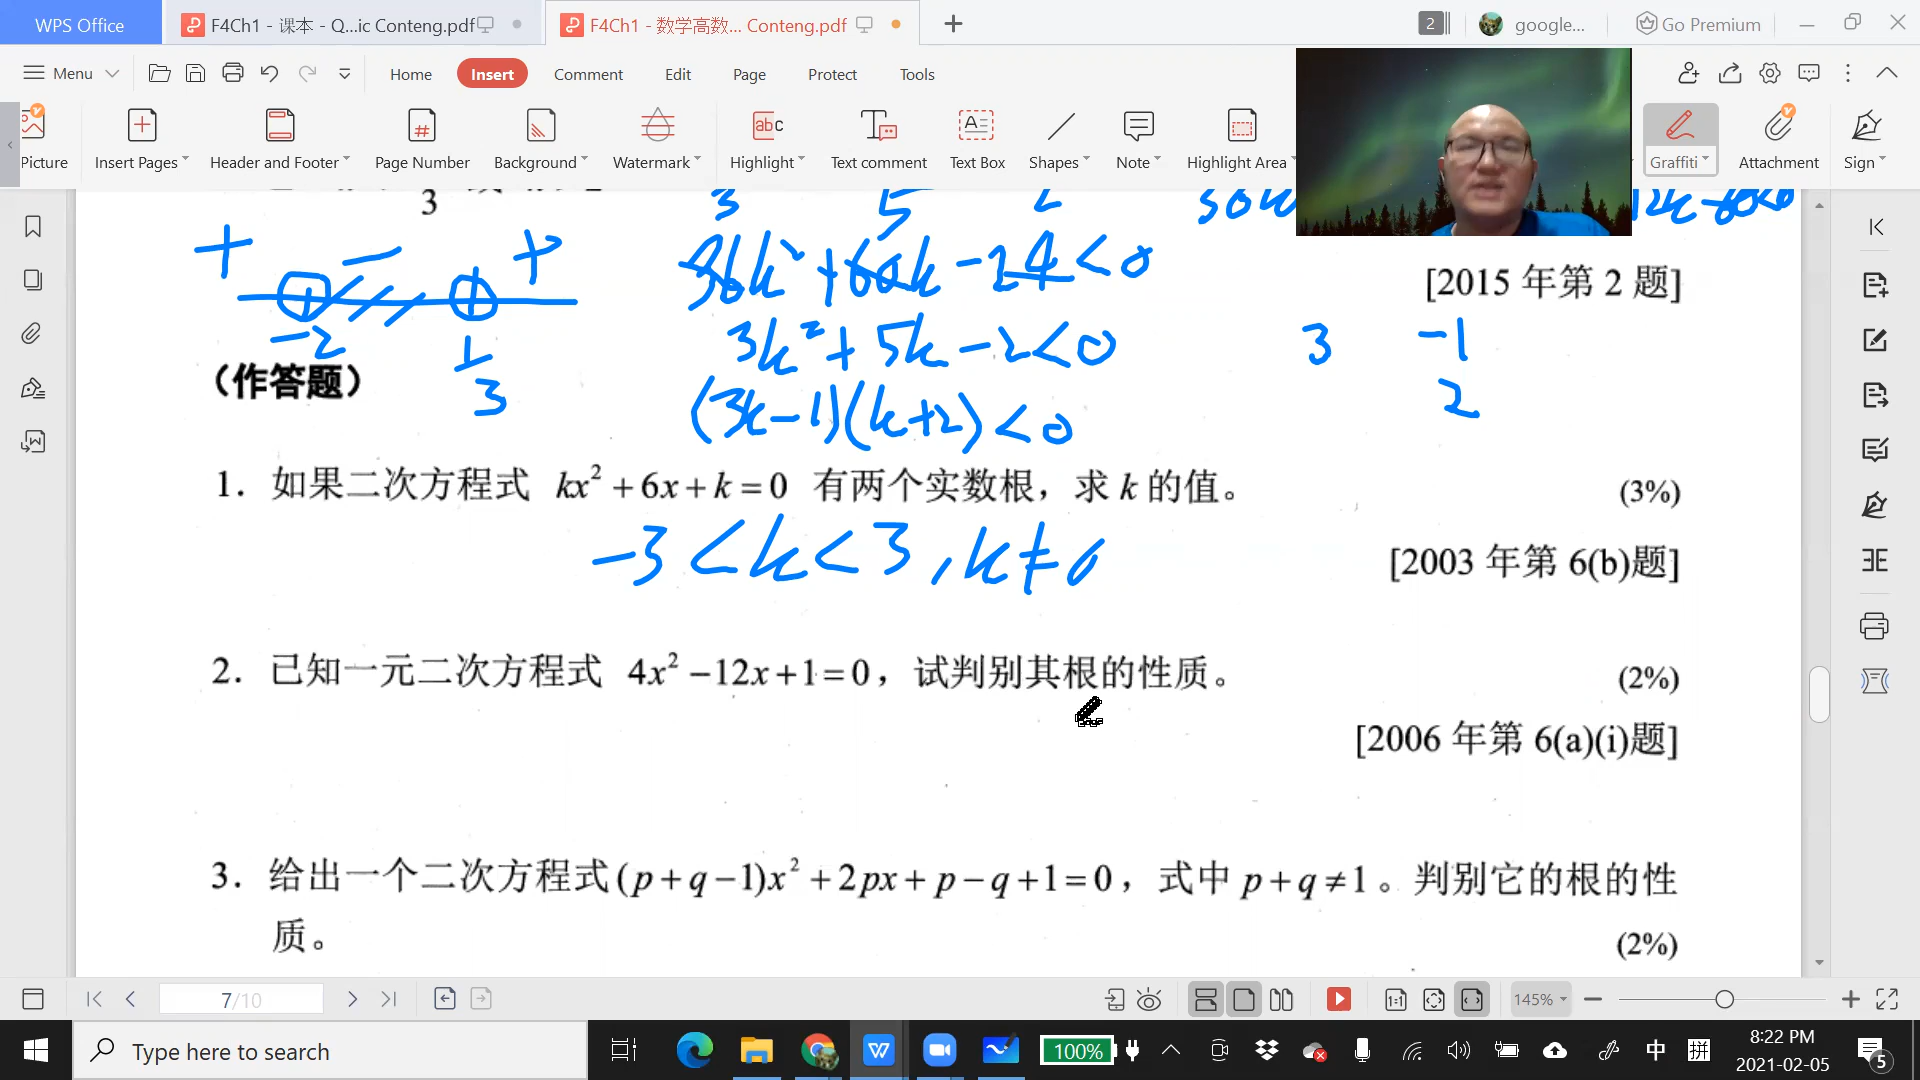 WPS Office
F4Ch1 - 课本 - Q...ic Conteng.pdf
F4Ch1 - 数学高数... Conteng.pdf
2
google...
Go Premium
Menu
Home
Insert
Comment
Edit
Page
Protect
Tools
Picture
Insert Pages
Header and Footer
Page Number
Background
Watermark
Highlight
Text comment
Text Box
Shapes
Note
Highlight Area
Graffiti
Attachment
Sign
3
3 5 2
+ − +
36k²+60k-24<0
[2015 年第 2 题]
-2
1/3
3k²+5k-2<0
3 -1
2
(作答题)
(3k-1)(k+2)<0
1. 如果二次方程式 kx²+6x+k=0 有两个实数根，求 k 的值。 (3%)
-3<k<3, k≠0
[2003 年第 6(b)题]
2. 已知一元二次方程式 4x²-12x+1=0，试判别其根的性质。 (2%)
[2006 年第 6(a)(i)题]
3. 给出一个二次方程式(p+q-1)x²+2px+p-q+1=0，式中 p+q≠1。判别它的根的性
质。 (2%)
7/10
145%
Type here to search
100%
中
拼
8:22 PM
2021-02-05
5